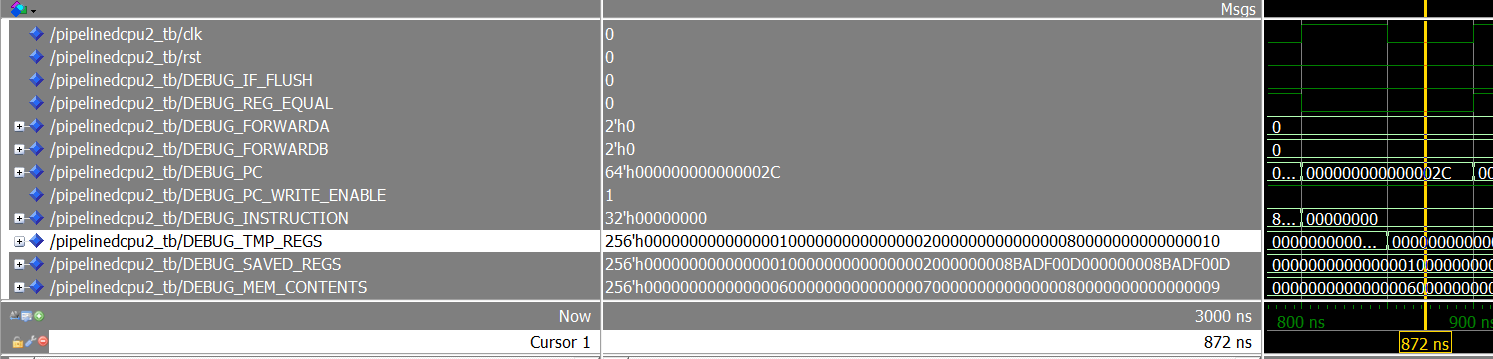 Msgs
/pipelinedcpu2_tb/clk 0
/pipelinedcpu2_tb/rst 0
/pipelinedcpu2_tb/DEBUG_IF_FLUSH 0
/pipelinedcpu2_tb/DEBUG_REG_EQUAL 0
/pipelinedcpu2_tb/DEBUG_FORWARDA 2'h0 0
/pipelinedcpu2_tb/DEBUG_FORWARDB 2'h0 0
/pipelinedcpu2_tb/DEBUG_PC 64'h000000000000002C 0... 000000000000002C 00
/pipelinedcpu2_tb/DEBUG_PC_WRITE_ENABLE 1
/pipelinedcpu2_tb/DEBUG_INSTRUCTION 32'h00000000 8... 00000000
/pipelinedcpu2_tb/DEBUG_TMP_REGS 256'h0000000000000001000000000000000200000000000000080000000000000010 0000000000... 000000000000
/pipelinedcpu2_tb/DEBUG_SAVED_REGS 256'h00000000000000010000000000000002000000008BADF00D000000008BADF00D 000000000000000100000000
/pipelinedcpu2_tb/DEBUG_MEM_CONTENTS 256'h0000000000000006000000000000000700000000000000080000000000000009 000000000000000600000000
Now 3000 ns 800 ns 900 ns
Cursor 1 872 ns 872 ns